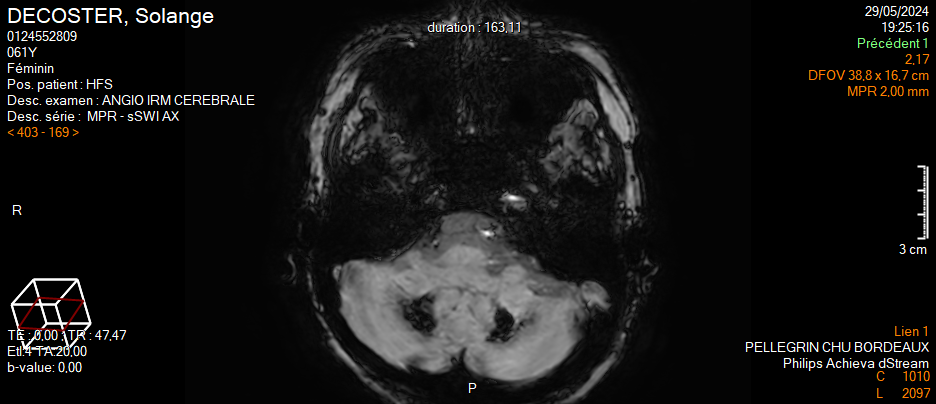 DECOSTER, Solange
0124552809
061Y
Féminin
Pos. patient : HFS
Desc. examen : ANGIO IRM CEREBRALE
Desc. série : MPR - sSWI AX
< 403 - 169 >
duration : 163,11
29/05/2024
19:25:16
Précédent 1
2,17
DFOV 38,8 x 16,7 cm
MPR 2,00 mm
R
3 cm
TE : 0,00 : TR : 47,47
Etl:4 TA:20,00
b-value: 0,00
P
Lien 1
PELLEGRIN CHU BORDEAUX
Philips Achieva dStream
C 1010
L 2097